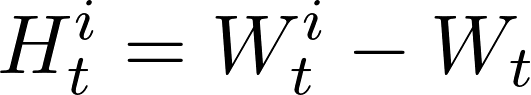 $H_t^i = W_t^i - W_t$